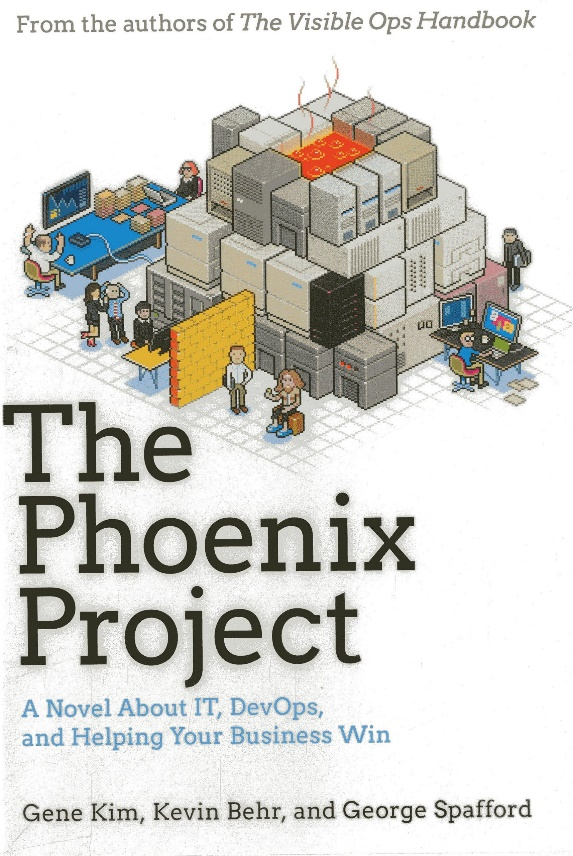 From the authors of The Visible Ops Handbook
The
Phoenix
Project
A Novel About IT, DevOps,
and Helping Your Business Win
Gene Kim, Kevin Behr, and George Spafford